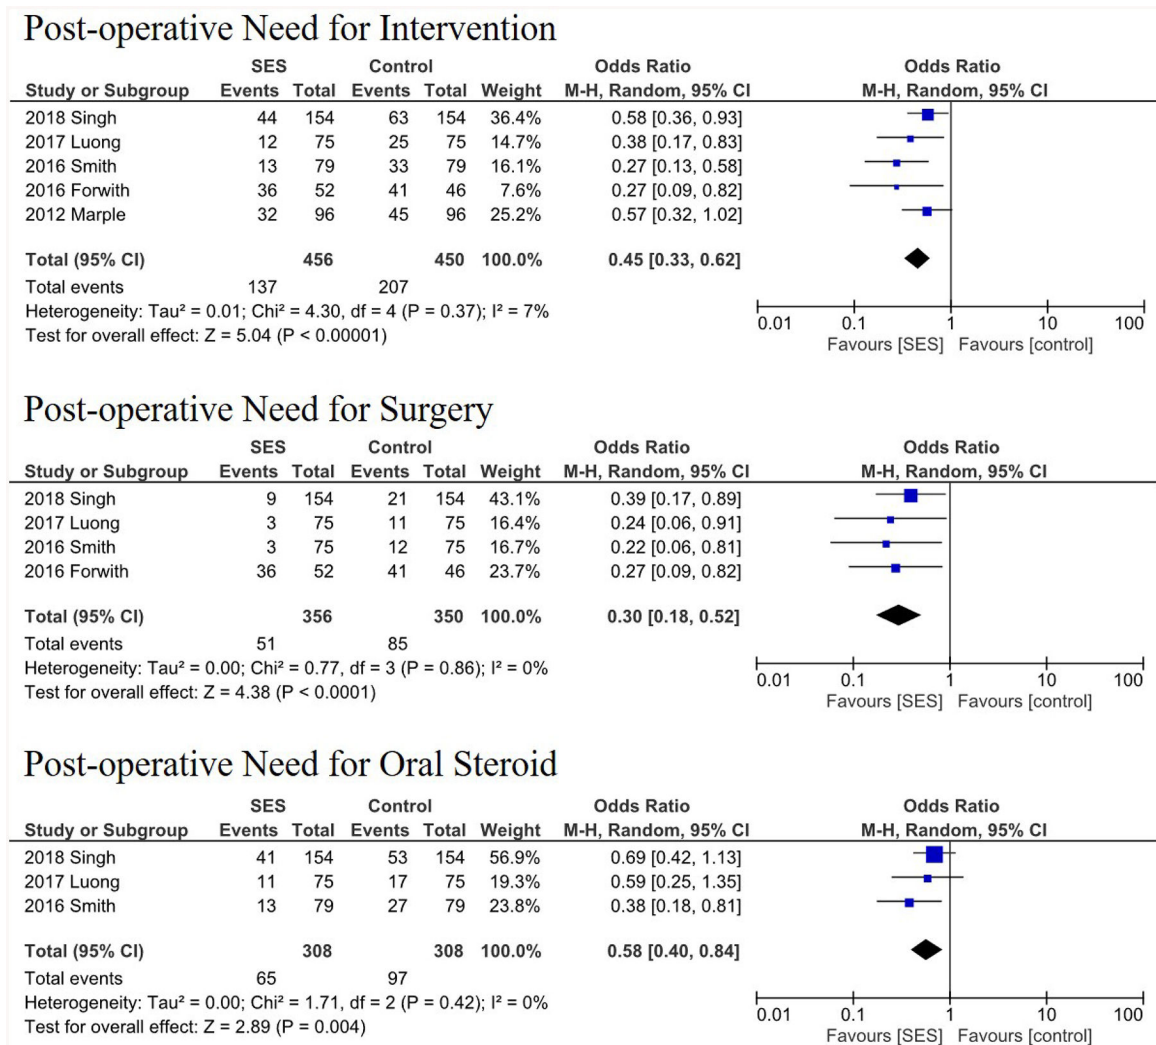 Post-operative Need for Intervention
SES Control Odds Ratio Odds Ratio
Study or Subgroup Events Total Events Total Weight M-H, Random, 95% CI M-H, Random, 95% CI
2018 Singh 44 154 63 154 36.4% 0.58 [0.36, 0.93]
2017 Luong 12 75 25 75 14.7% 0.38 [0.17, 0.83]
2016 Smith 13 79 33 79 16.1% 0.27 [0.13, 0.58]
2016 Forwith 36 52 41 46 7.6% 0.27 [0.09, 0.82]
2012 Marple 32 96 45 96 25.2% 0.57 [0.32, 1.02]
Total (95% CI) 456 450 100.0% 0.45 [0.33, 0.62]
Total events 137 207
Heterogeneity: Tau² = 0.01; Chi² = 4.30, df = 4 (P = 0.37); I² = 7%
Test for overall effect: Z = 5.04 (P < 0.00001)
0.01 0.1 1 10 100
Favours [SES] Favours [control]
Post-operative Need for Surgery
SES Control Odds Ratio Odds Ratio
Study or Subgroup Events Total Events Total Weight M-H, Random, 95% CI M-H, Random, 95% CI
2018 Singh 9 154 21 154 43.1% 0.39 [0.17, 0.89]
2017 Luong 3 75 11 75 16.4% 0.24 [0.06, 0.91]
2016 Smith 3 75 12 75 16.7% 0.22 [0.06, 0.81]
2016 Forwith 36 52 41 46 23.7% 0.27 [0.09, 0.82]
Total (95% CI) 356 350 100.0% 0.30 [0.18, 0.52]
Total events 51 85
Heterogeneity: Tau² = 0.00; Chi² = 0.77, df = 3 (P = 0.86); I² = 0%
Test for overall effect: Z = 4.38 (P < 0.0001)
0.01 0.1 1 10 100
Favours [SES] Favours [control]
Post-operative Need for Oral Steroid
SES Control Odds Ratio Odds Ratio
Study or Subgroup Events Total Events Total Weight M-H, Random, 95% CI M-H, Random, 95% CI
2018 Singh 41 154 53 154 56.9% 0.69 [0.42, 1.13]
2017 Luong 11 75 17 75 19.3% 0.59 [0.25, 1.35]
2016 Smith 13 79 27 79 23.8% 0.38 [0.18, 0.81]
Total (95% CI) 308 308 100.0% 0.58 [0.40, 0.84]
Total events 65 97
Heterogeneity: Tau² = 0.00; Chi² = 1.71, df = 2 (P = 0.42); I² = 0%
Test for overall effect: Z = 2.89 (P = 0.004)
0.01 0.1 1 10 100
Favours [SES] Favours [control]